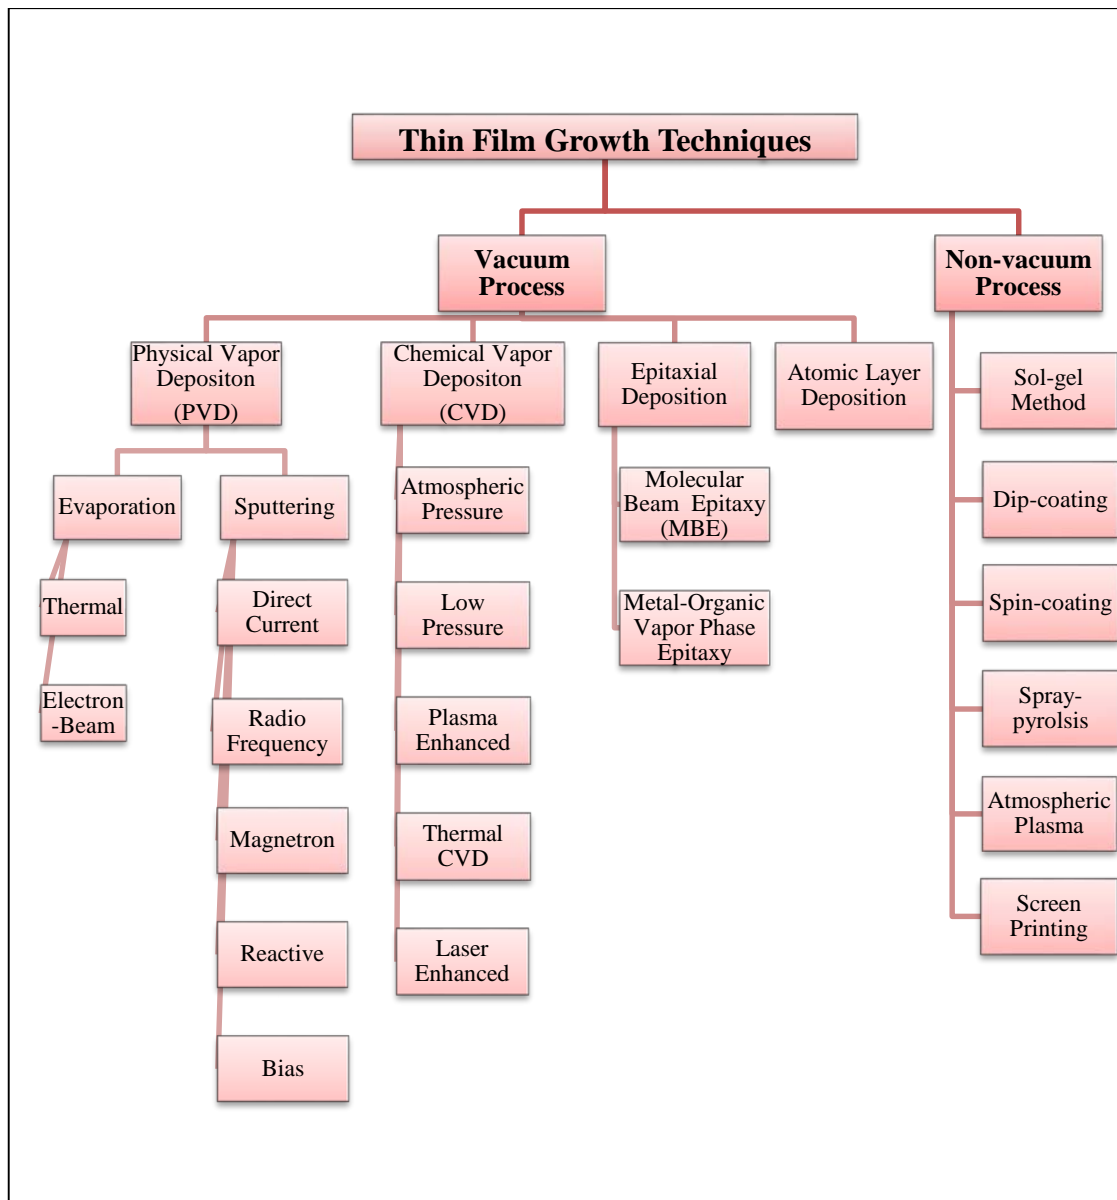 Thin Film Growth Techniques
Vacuum
Process
Non-vacuum
Process
Physical Vapor
Depositon
(PVD)
Chemical Vapor
Depositon
(CVD)
Epitaxial
Deposition
Atomic Layer
Deposition
Evaporation
Thermal
Electron
-Beam
Sputtering
Direct
Current
Radio
Frequency
Magnetron
Reactive
Bias
Atmospheric
Pressure
Low
Pressure
Plasma
Enhanced
Thermal
CVD
Laser
Enhanced
Molecular
Beam Epitaxy
(MBE)
Metal-Organic
Vapor Phase
Epitaxy
Sol-gel
Method
Dip-coating
Spin-coating
Spray-
pyrolsis
Atmospheric
Plasma
Screen
Printing